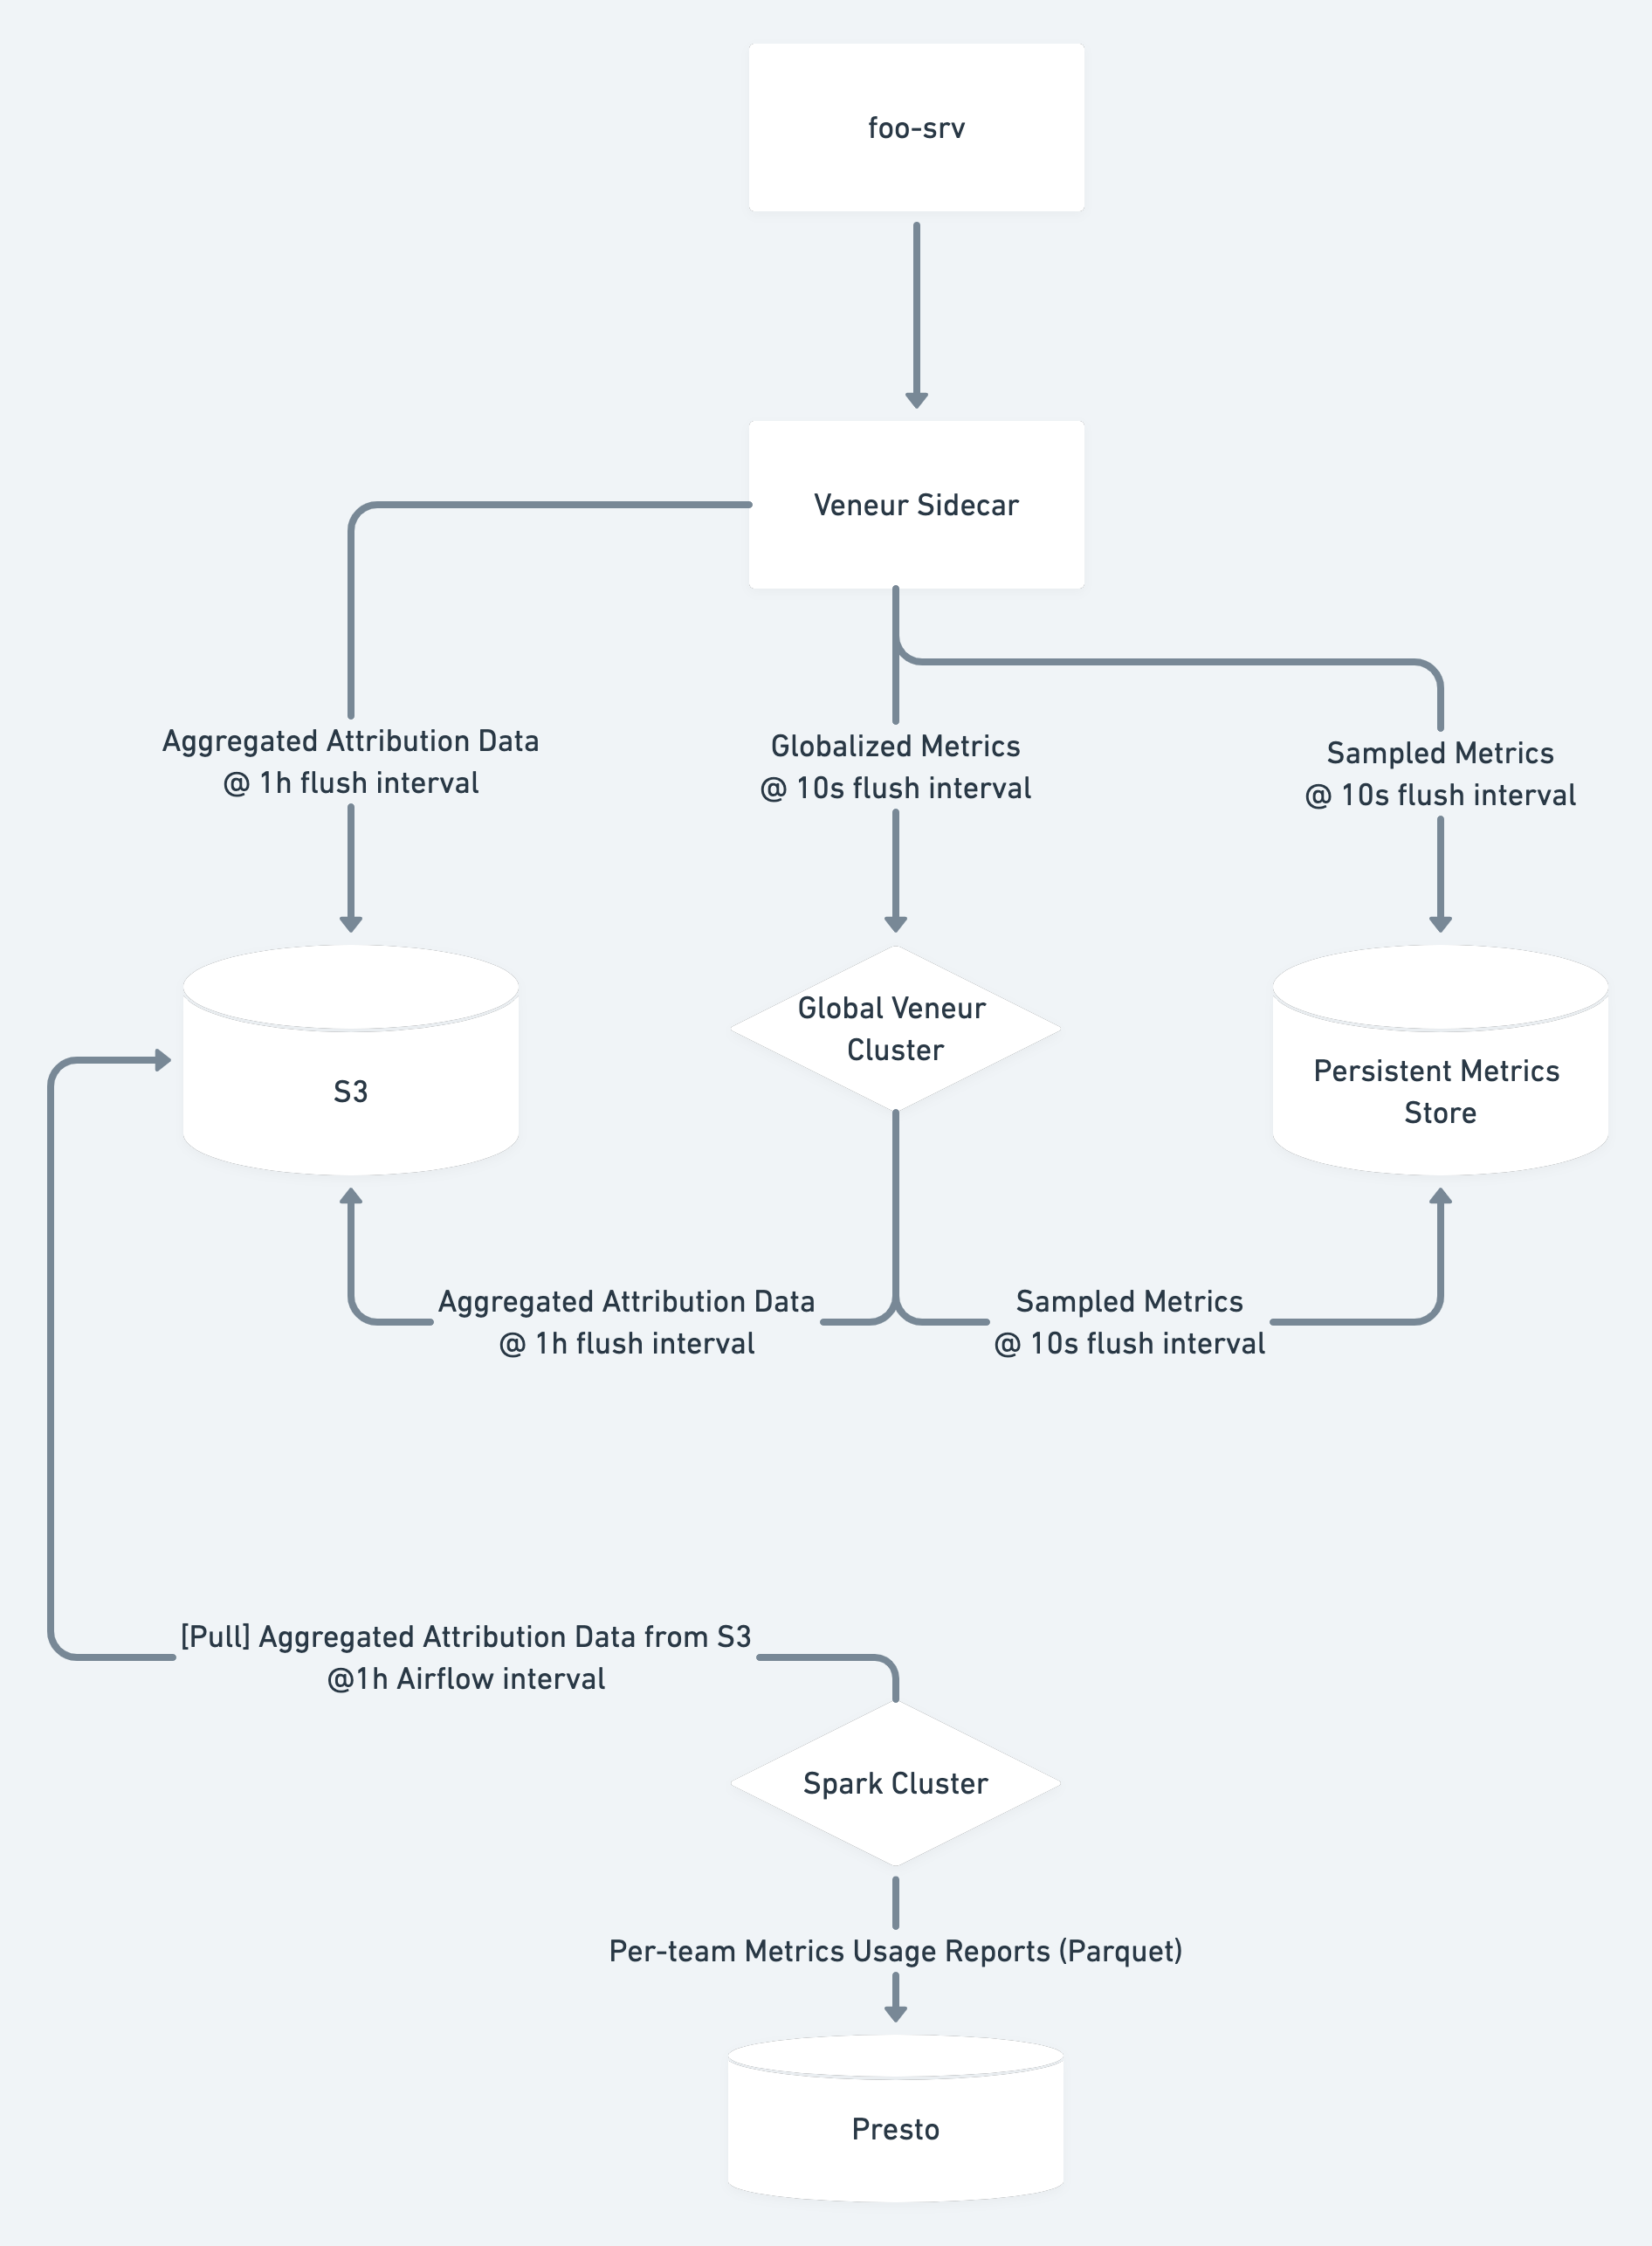 foo-srv
Veneur Sidecar
Aggregated Attribution Data
@ 1h flush interval
Globalized Metrics
@ 10s flush interval
Sampled Metrics
@ 10s flush interval
S3
Global Veneur
Cluster
Persistent Metrics
Store
Aggregated Attribution Data
@ 1h flush interval
Sampled Metrics
@ 10s flush interval
[Pull] Aggregated Attribution Data from S3
@1h Airflow interval
Spark Cluster
Per-team Metrics Usage Reports (Parquet)
Presto